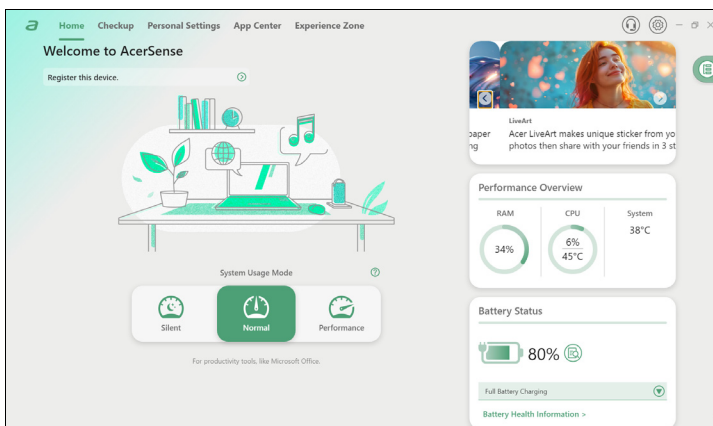 Home Checkup Personal Settings App Center Experience Zone
Welcome to AcerSense
Register this device.
LiveArt
paper Acer LiveArt makes unique sticker from yo
ng photos then share with your friends in 3 st
Performance Overview
RAM CPU System
34% 6% 38°C
45°C
System Usage Mode
Silent Normal Performance
For productivity tools, like Microsoft Office.
Battery Status
80%
Full Battery Charging
Battery Health Information >